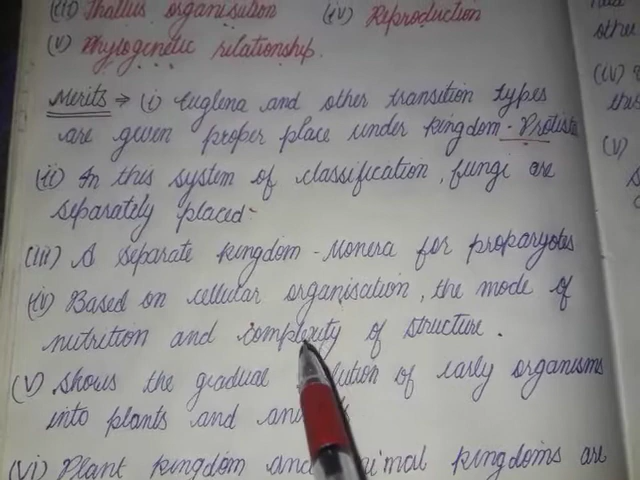 (iii) Thallus organisation (iv) Reproduction
(v) Phylogenetic relationship.
Merits → (i) Euglena and other transition types
are given proper place under kingdom - Protista
(ii) In this system of classification, fungi are
separately placed-
(iii) A separate kingdom - Monera for prokaryotes
(iv) Based on cellular organisation, the mode of
nutrition and complexity of structure.
(v) Shows the gradual of early organisms
into plants and
(vi) Plant kingdom and kingdoms are
other
(iv)
(v)